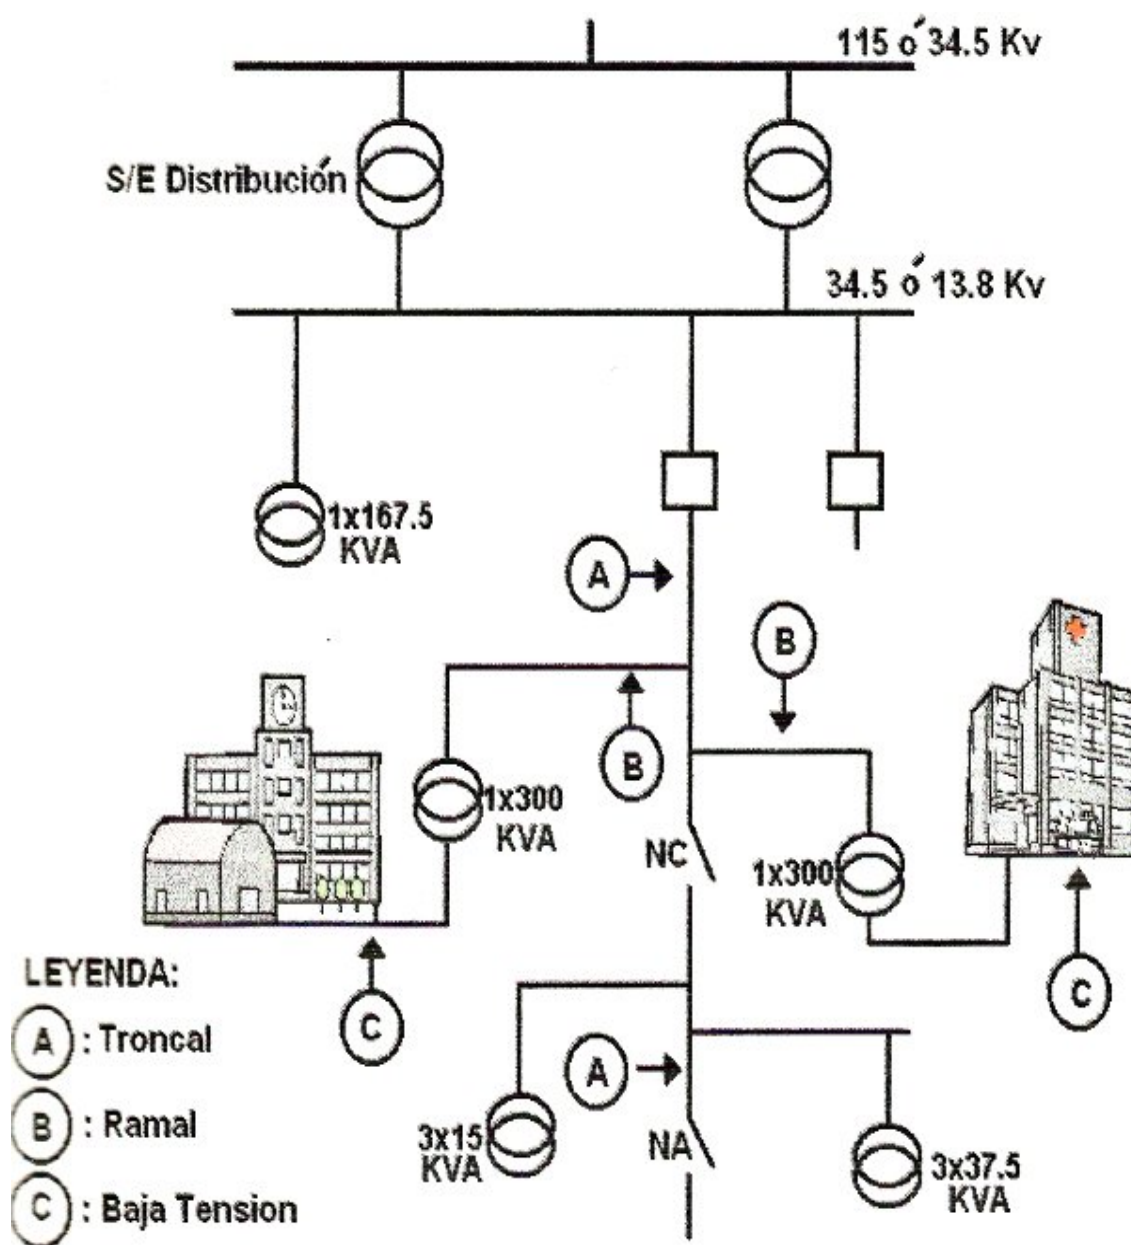 115 ó 34.5 Kv
S/E Distribución
34.5 ó 13.8 Kv
1x167.5
KVA
A
B
B
1x300
KVA
NC
1x300
KVA
C
C
LEYENDA:
A : Troncal
B : Ramal
C : Baja Tension
A
3x15
KVA
NA
3x37.5
KVA